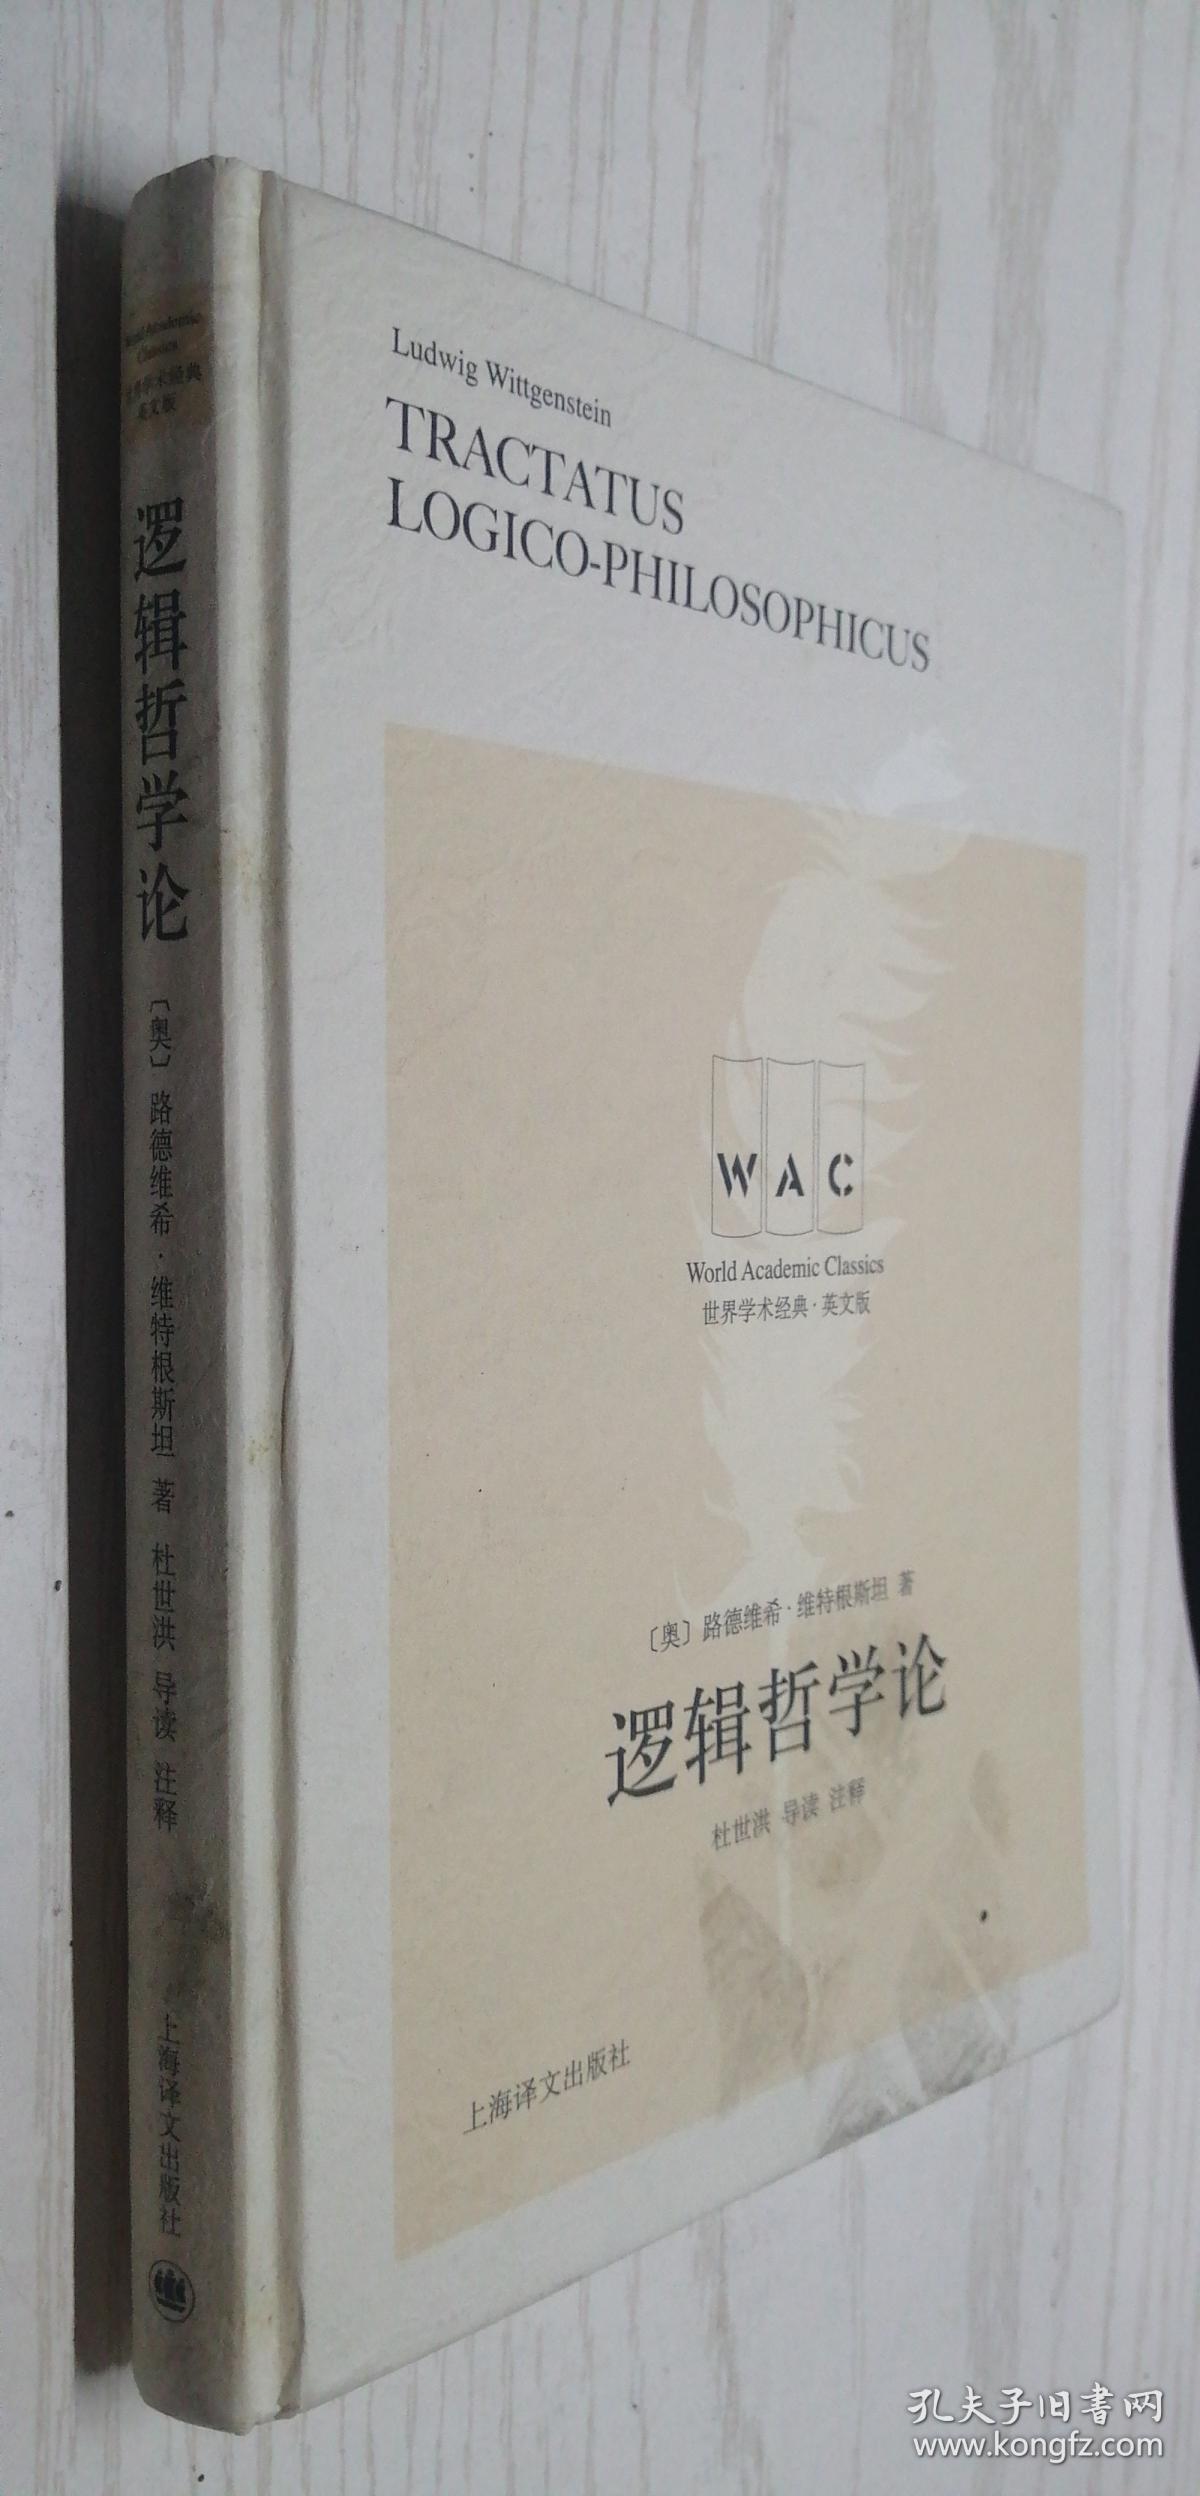 World Academic
Classics
世界学术经典
英文版
逻辑哲学论
〔奥〕路德维希·维特根斯坦 著 杜世洪 导读 注释
上海译文出版社
Ludwig Wittgenstein
TRACTATUS
LOGICO-PHILOSOPHICUS
W A C
World Academic Classics
世界学术经典·英文版
〔奥〕路德维希·维特根斯坦 著
逻辑哲学论
杜世洪 导读 注释
上海译文出版社
孔夫子旧书网
www.kongfz.com